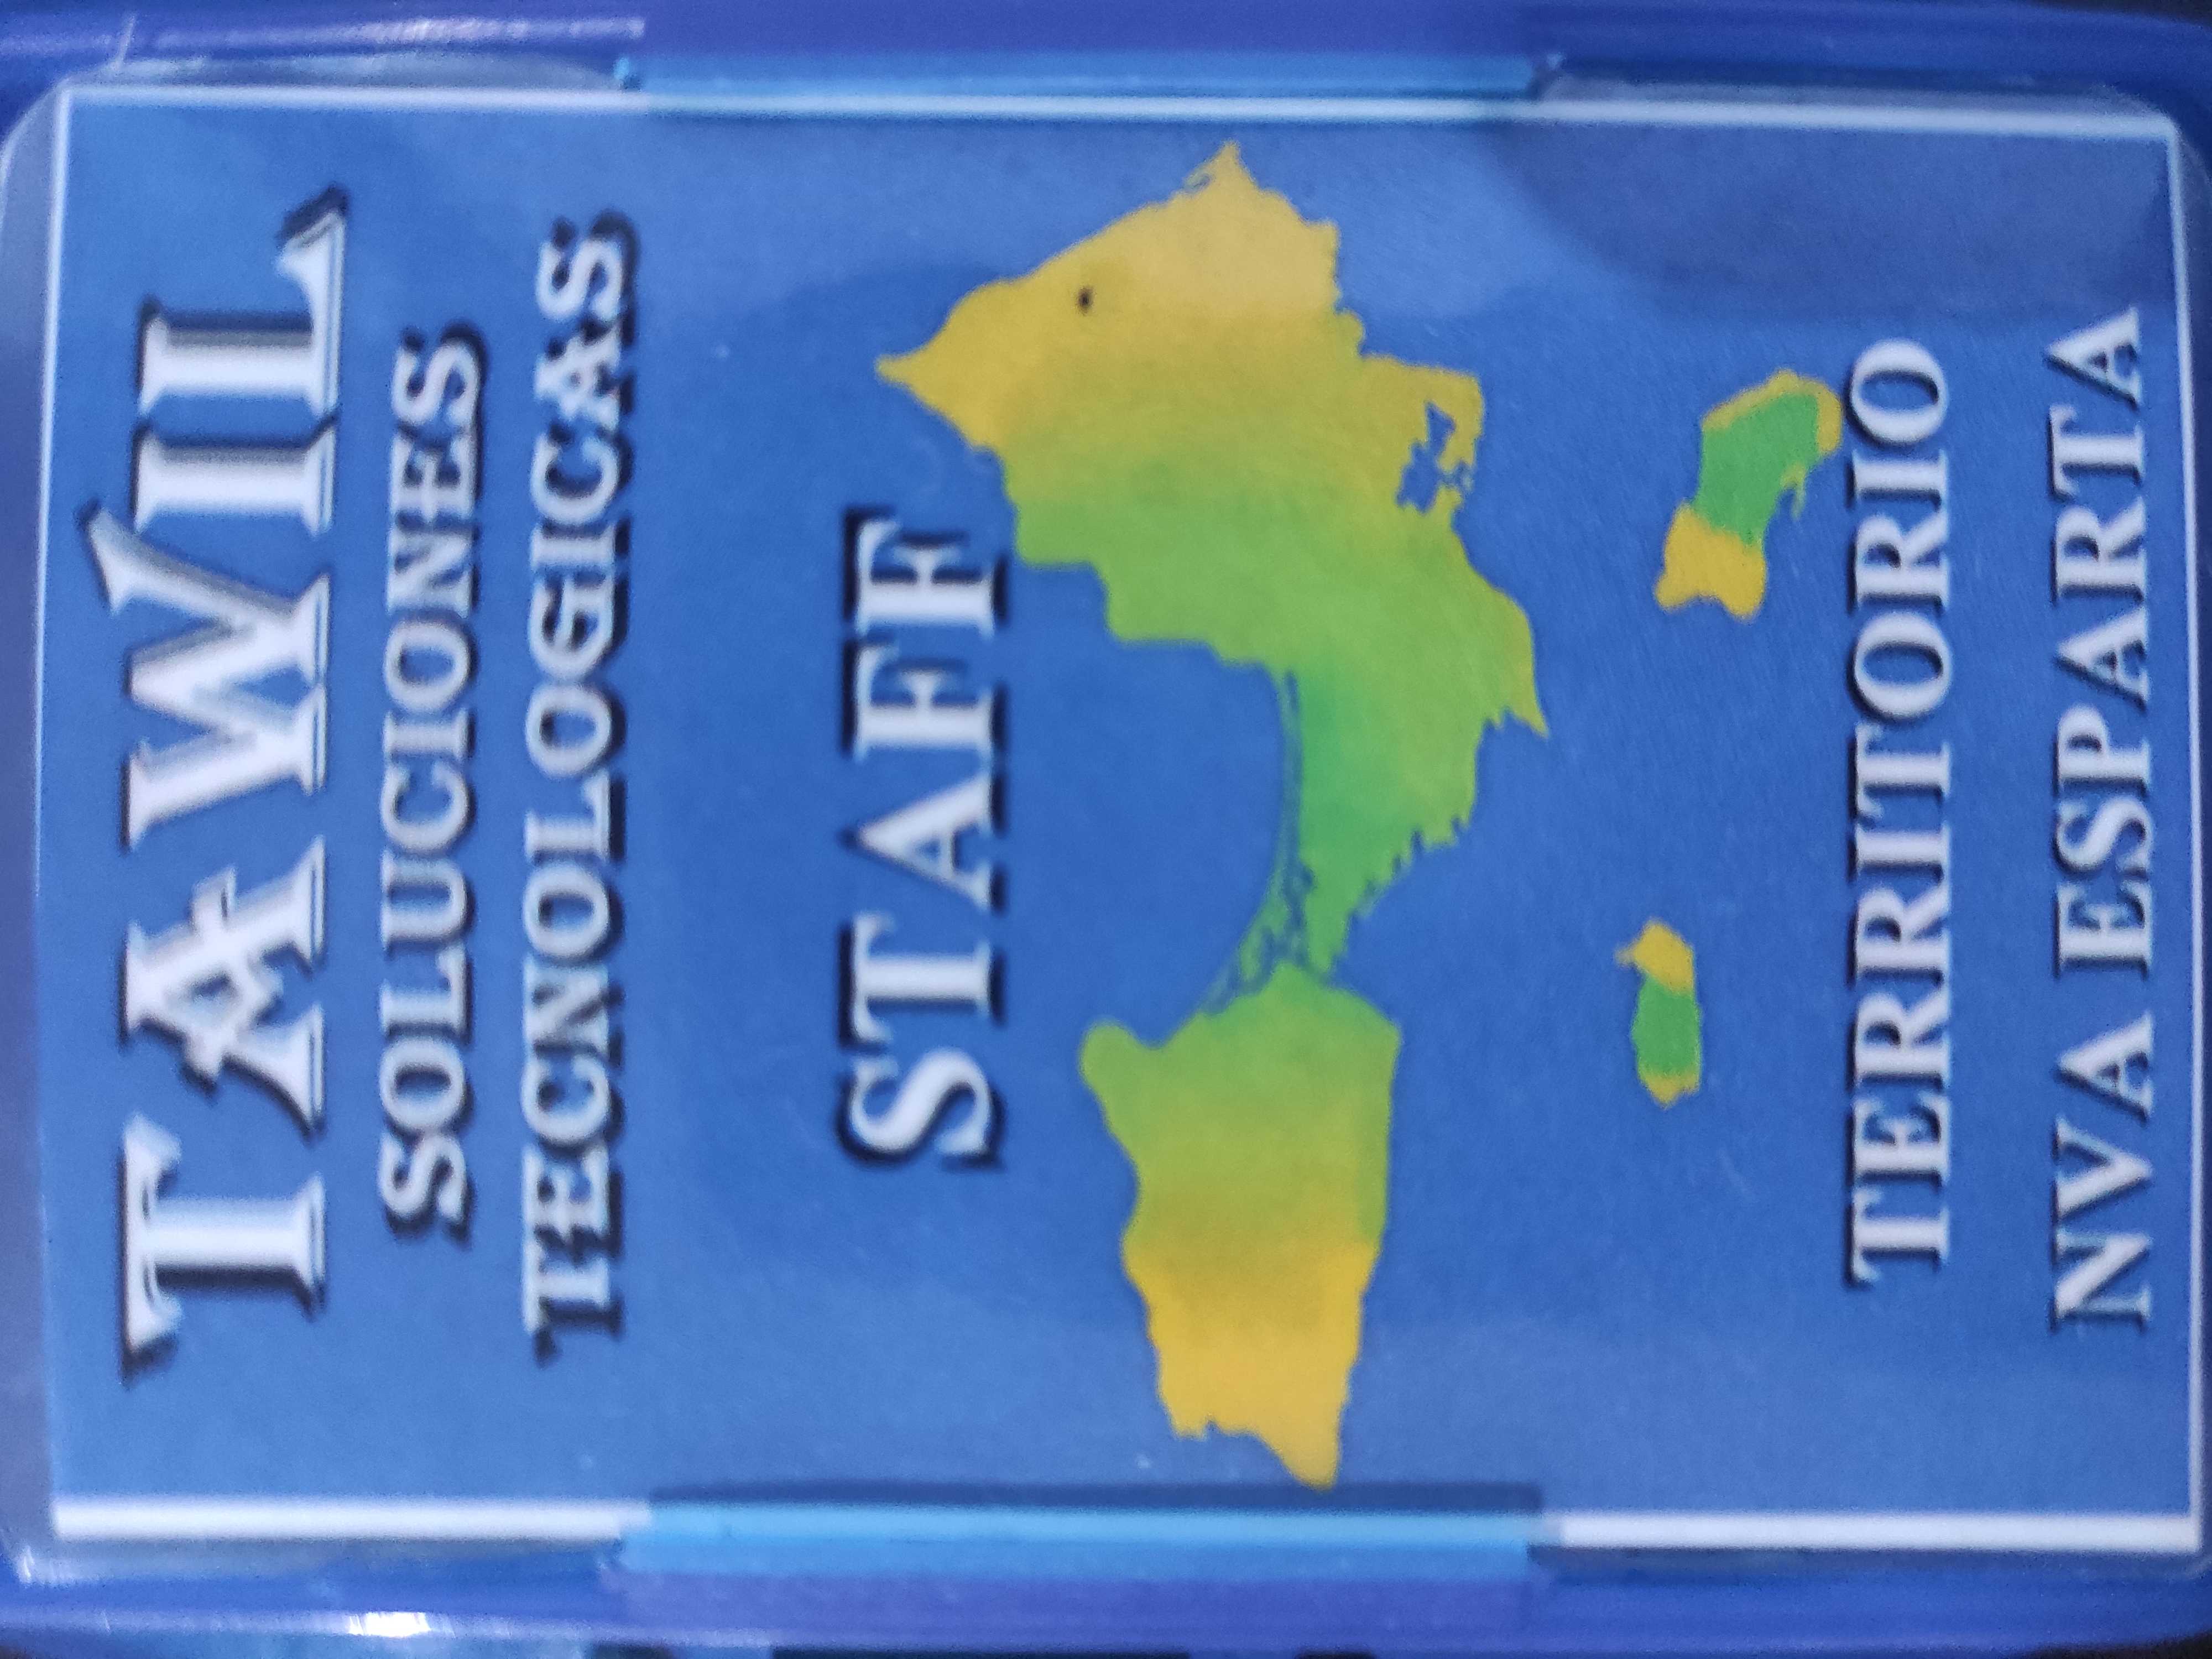 TAWIL
SOLUCIONES
TECNOLOGICAS
STAFF
TERRITORIO
NVA ESPARTA